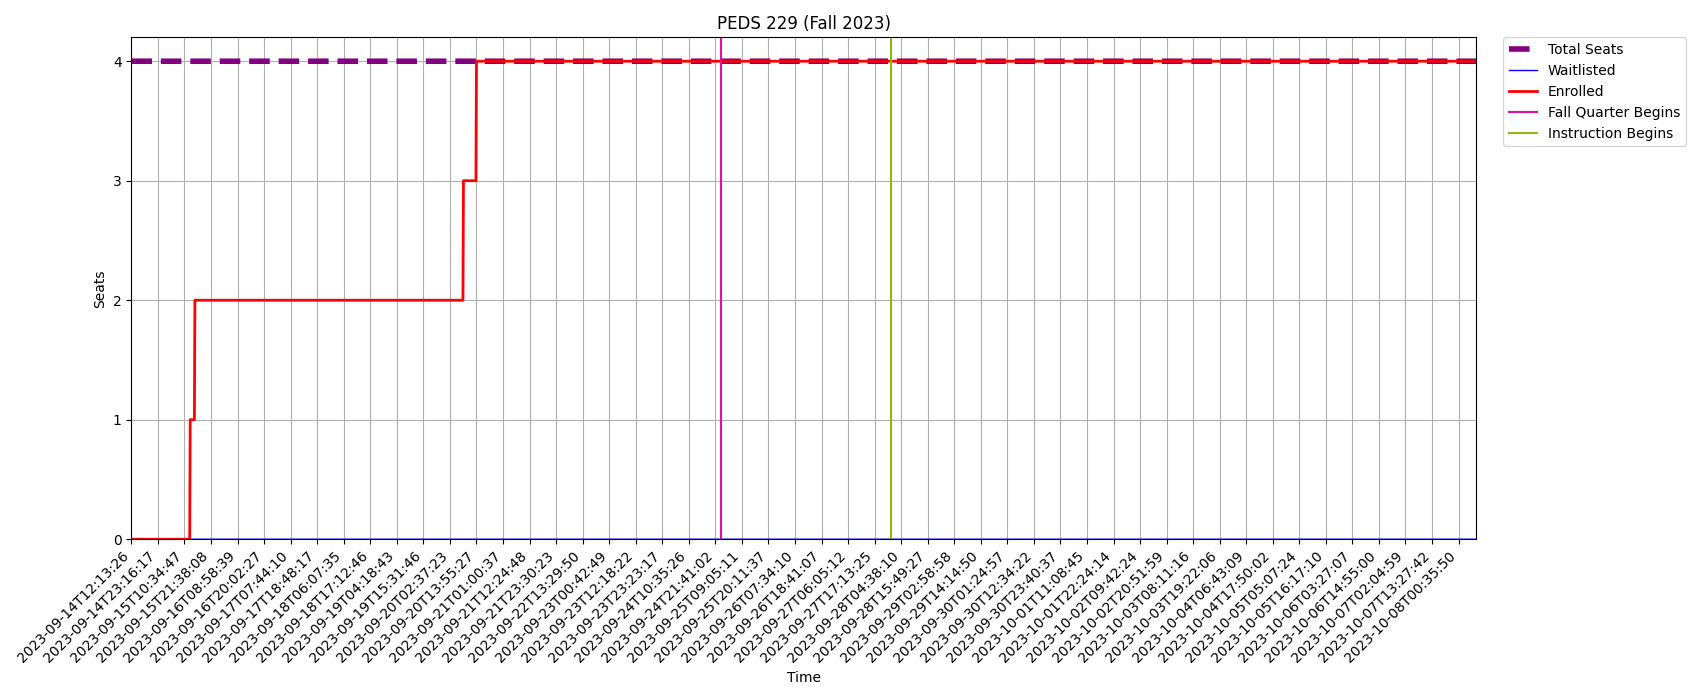 PEDS 229 (Fall 2023)
Total Seats
Waitlisted
Enrolled
Fall Quarter Begins
Instruction Begins
Seats
4
3
2
1
0
2023-09-14T12:13:26
2023-09-14T23:16:17
2023-09-15T10:34:47
2023-09-15T21:38:08
2023-09-16T08:58:39
2023-09-16T20:02:27
2023-09-17T07:44:10
2023-09-17T18:48:17
2023-09-18T06:07:35
2023-09-18T17:12:46
2023-09-19T04:18:43
2023-09-19T15:31:46
2023-09-20T02:37:23
2023-09-20T13:55:27
2023-09-21T01:00:37
2023-09-21T12:24:48
2023-09-21T23:30:23
2023-09-22T13:29:50
2023-09-23T00:42:49
2023-09-23T12:18:22
2023-09-23T23:23:17
2023-09-24T10:35:26
2023-09-24T21:41:02
2023-09-25T09:05:11
2023-09-25T20:11:37
2023-09-26T07:34:10
2023-09-26T18:41:07
2023-09-27T06:05:12
2023-09-27T17:13:25
2023-09-28T04:38:10
2023-09-28T15:49:27
2023-09-29T02:58:58
2023-09-29T14:14:50
2023-09-30T01:24:57
2023-09-30T12:34:22
2023-09-30T23:40:37
2023-10-01T11:08:45
2023-10-01T22:24:14
2023-10-02T09:42:24
2023-10-02T20:51:59
2023-10-03T08:11:16
2023-10-03T19:22:06
2023-10-04T06:43:09
2023-10-04T17:50:02
2023-10-05T05:07:24
2023-10-05T16:17:10
2023-10-06T03:27:07
2023-10-06T14:55:00
2023-10-07T02:04:59
2023-10-07T13:27:42
2023-10-08T00:35:50
Time